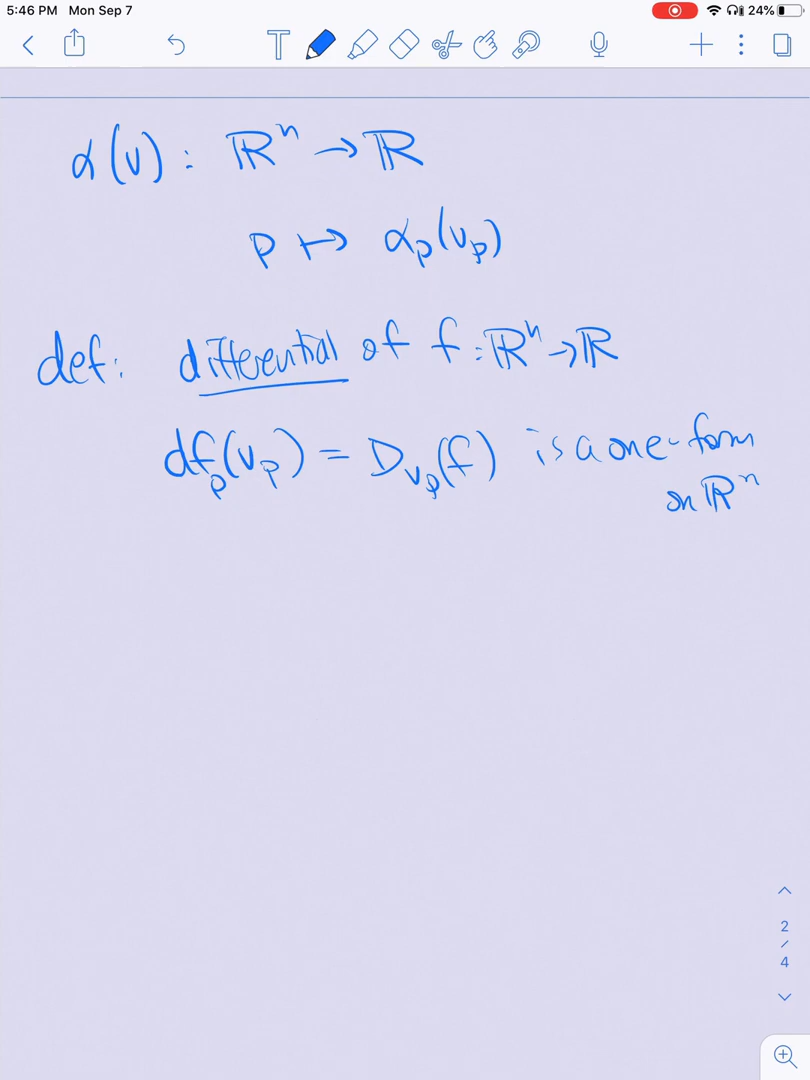 5:46 PM Mon Sep 7 24%
T
α(v) : ℝⁿ → ℝ
p ↦ αₚ(vₚ)
def: differential of f : ℝⁿ → ℝ
dfₚ(vₚ) = D_{vₚ}(f) is a one-form
on ℝⁿ
2
/
4